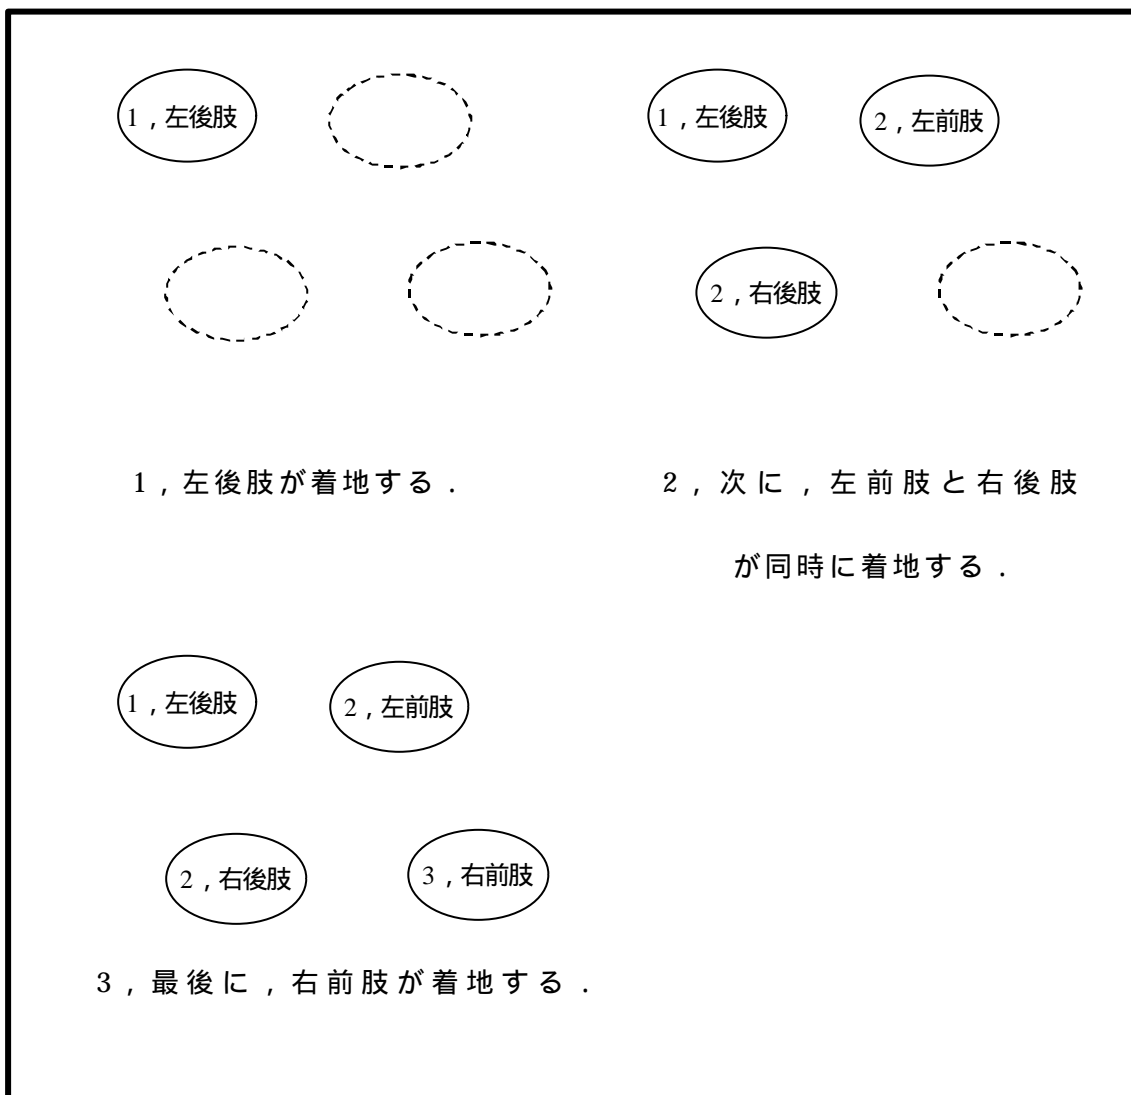 1，左後肢
1，左後肢
2，左前肢
2，右後肢
1，左後肢が着地する．
2，次に，左前肢と右後肢
が同時に着地する．
1，左後肢
2，左前肢
2，右後肢
3，右前肢
3，最後に，右前肢が着地する．